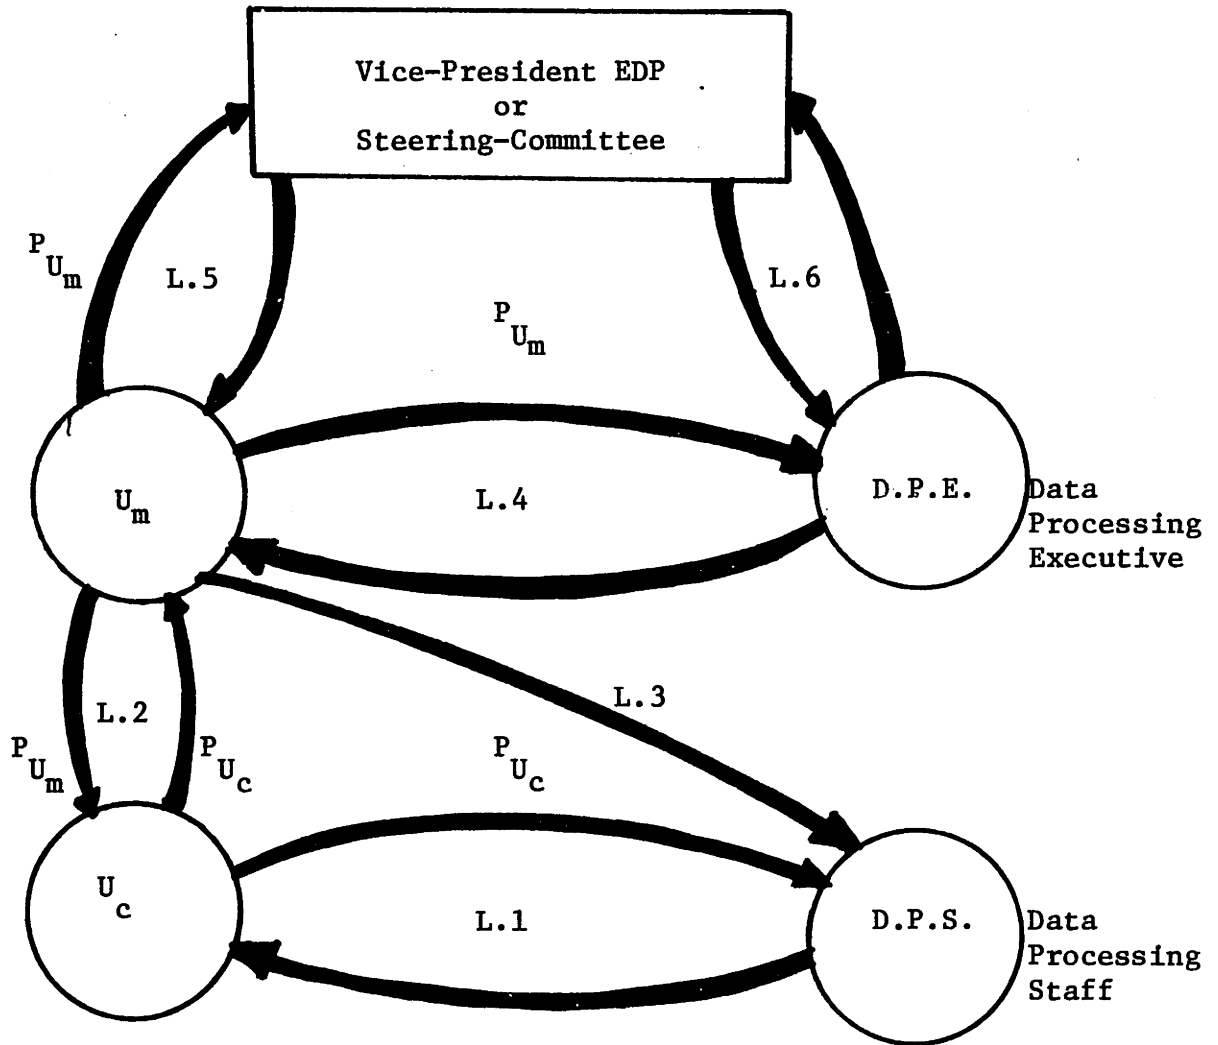 Vice-President EDP
or
Steering-Committee
P
U
m
L.5
L.6
P
U
m
U
m
L.4
D.P.E.
Data
Processing
Executive
L.3
L.2
P
U
m
P
U
c
P
U
c
U
c
L.1
D.P.S.
Data
Processing
Staff